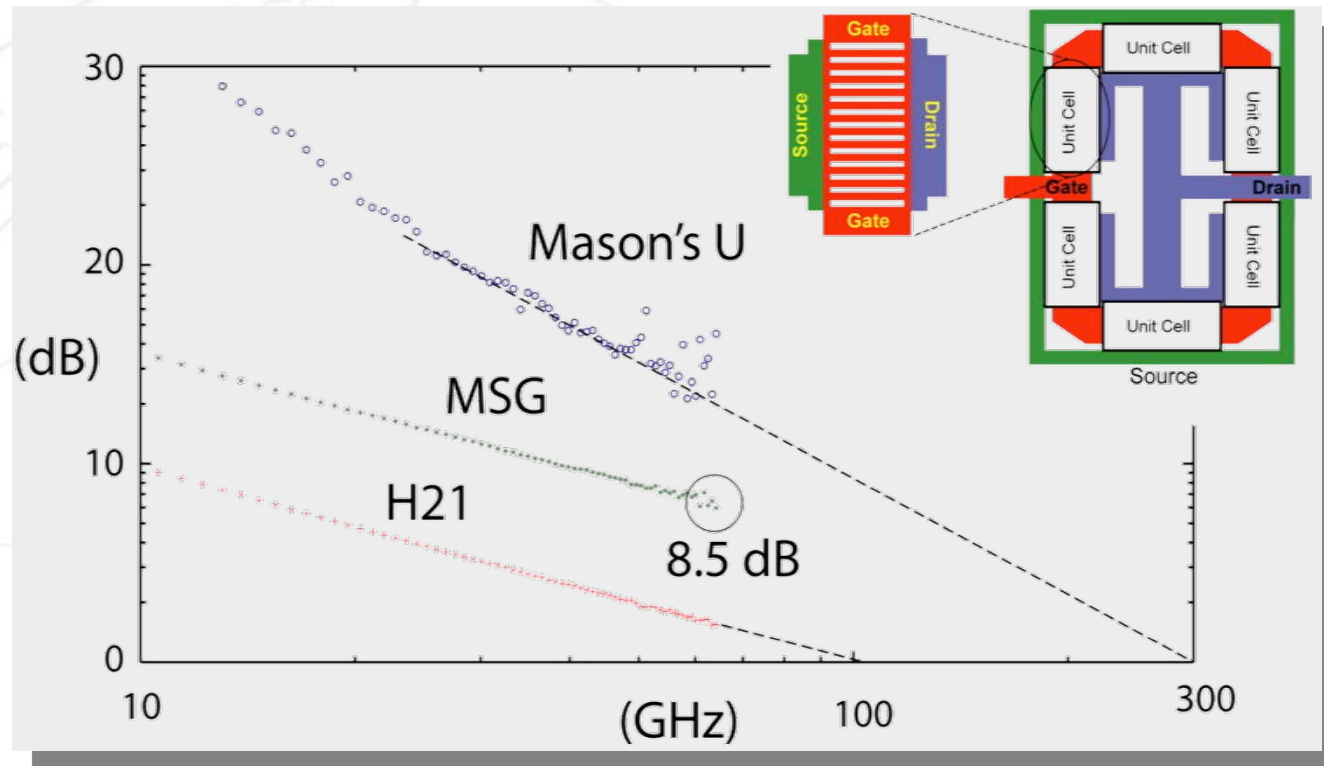 30
20
(dB)
10
0
10
(GHz)
100
300
Mason's U
MSG
H21
8.5 dB
Gate
Source
Drain
Gate
Unit Cell
Unit Cell
Unit Cell
Gate
Drain
Unit Cell
Unit Cell
Unit Cell
Source